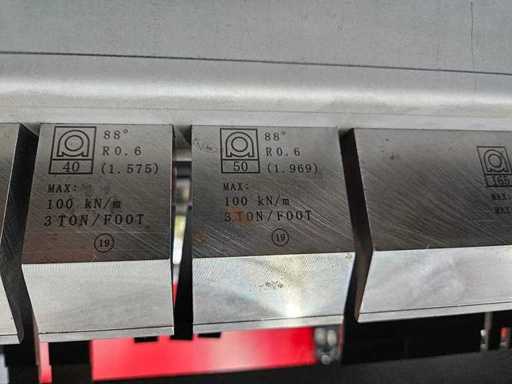 88°
R0.6
40 (1.575)
MAX:
100 kN/m
3 TON/FOOT
19
88°
R0.6
50 (1.969)
MAX:
100 kN/m
3 TON/FOOT
19
165